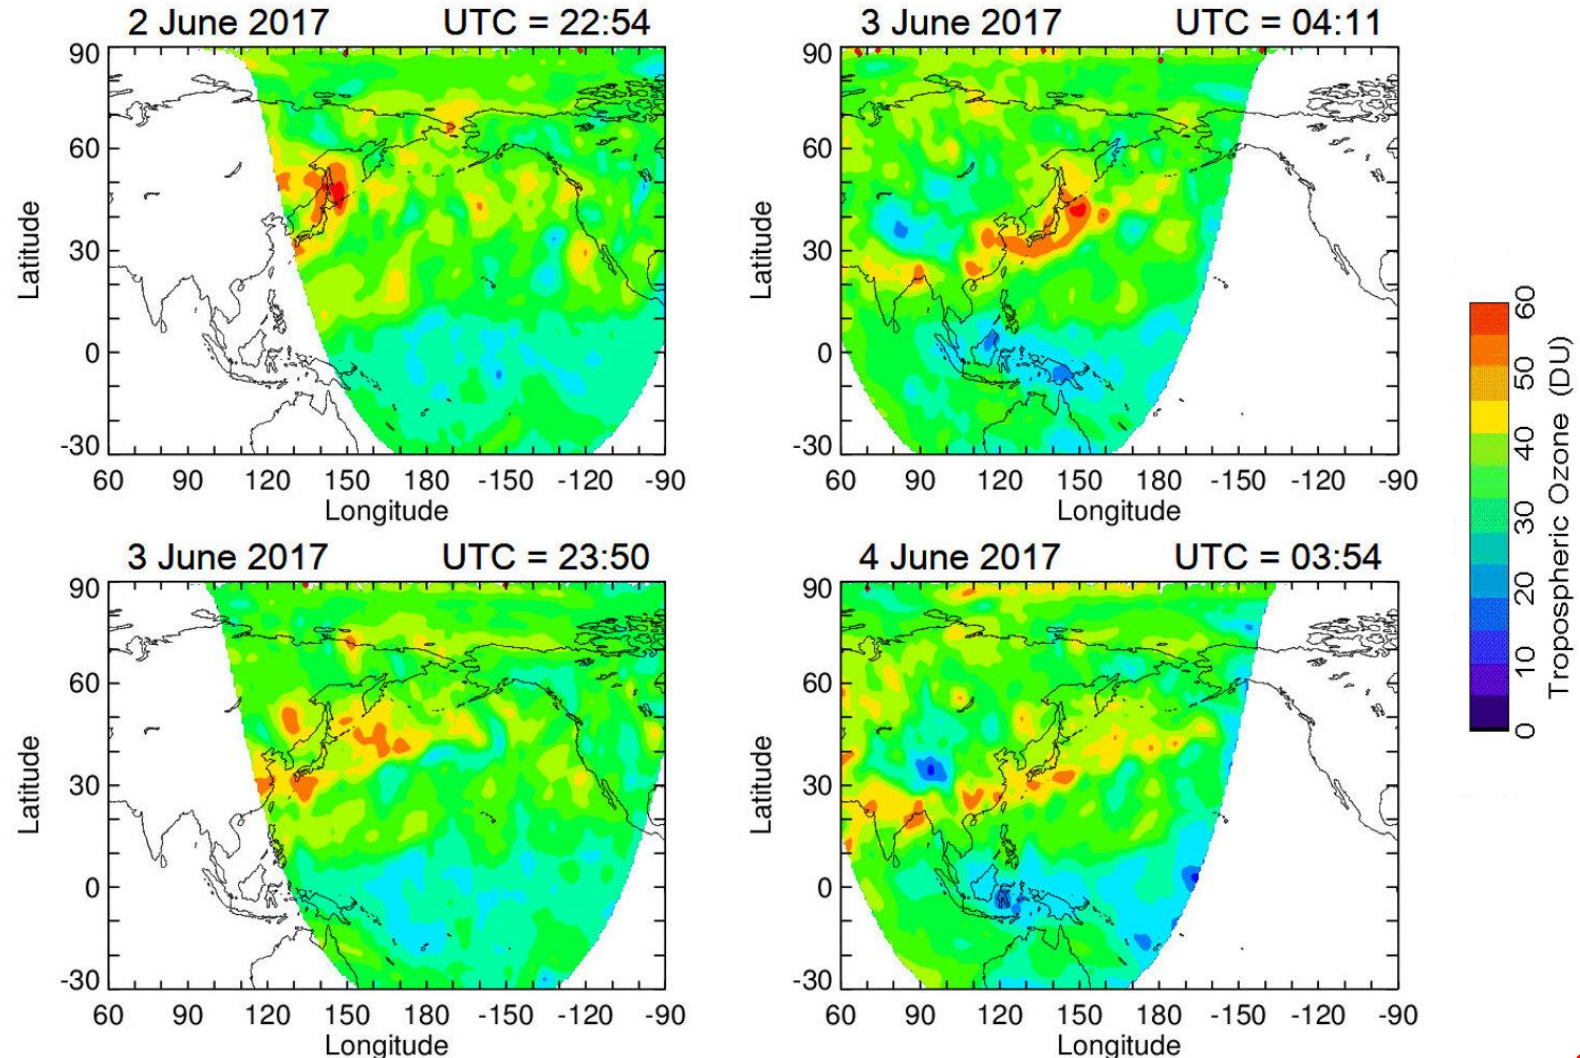 2 June 2017 UTC = 22:54
90
60
30
0
-30
Latitude
60 90 120 150 180 -150 -120 -90
Longitude
3 June 2017 UTC = 04:11
90
60
30
0
-30
Latitude
60 90 120 150 180 -150 -120 -90
Longitude
3 June 2017 UTC = 23:50
90
60
30
0
-30
Latitude
60 90 120 150 180 -150 -120 -90
Longitude
4 June 2017 UTC = 03:54
90
60
30
0
-30
Latitude
60 90 120 150 180 -150 -120 -90
Longitude
0 10 20 30 40 50 60
Tropospheric Ozone (DU)